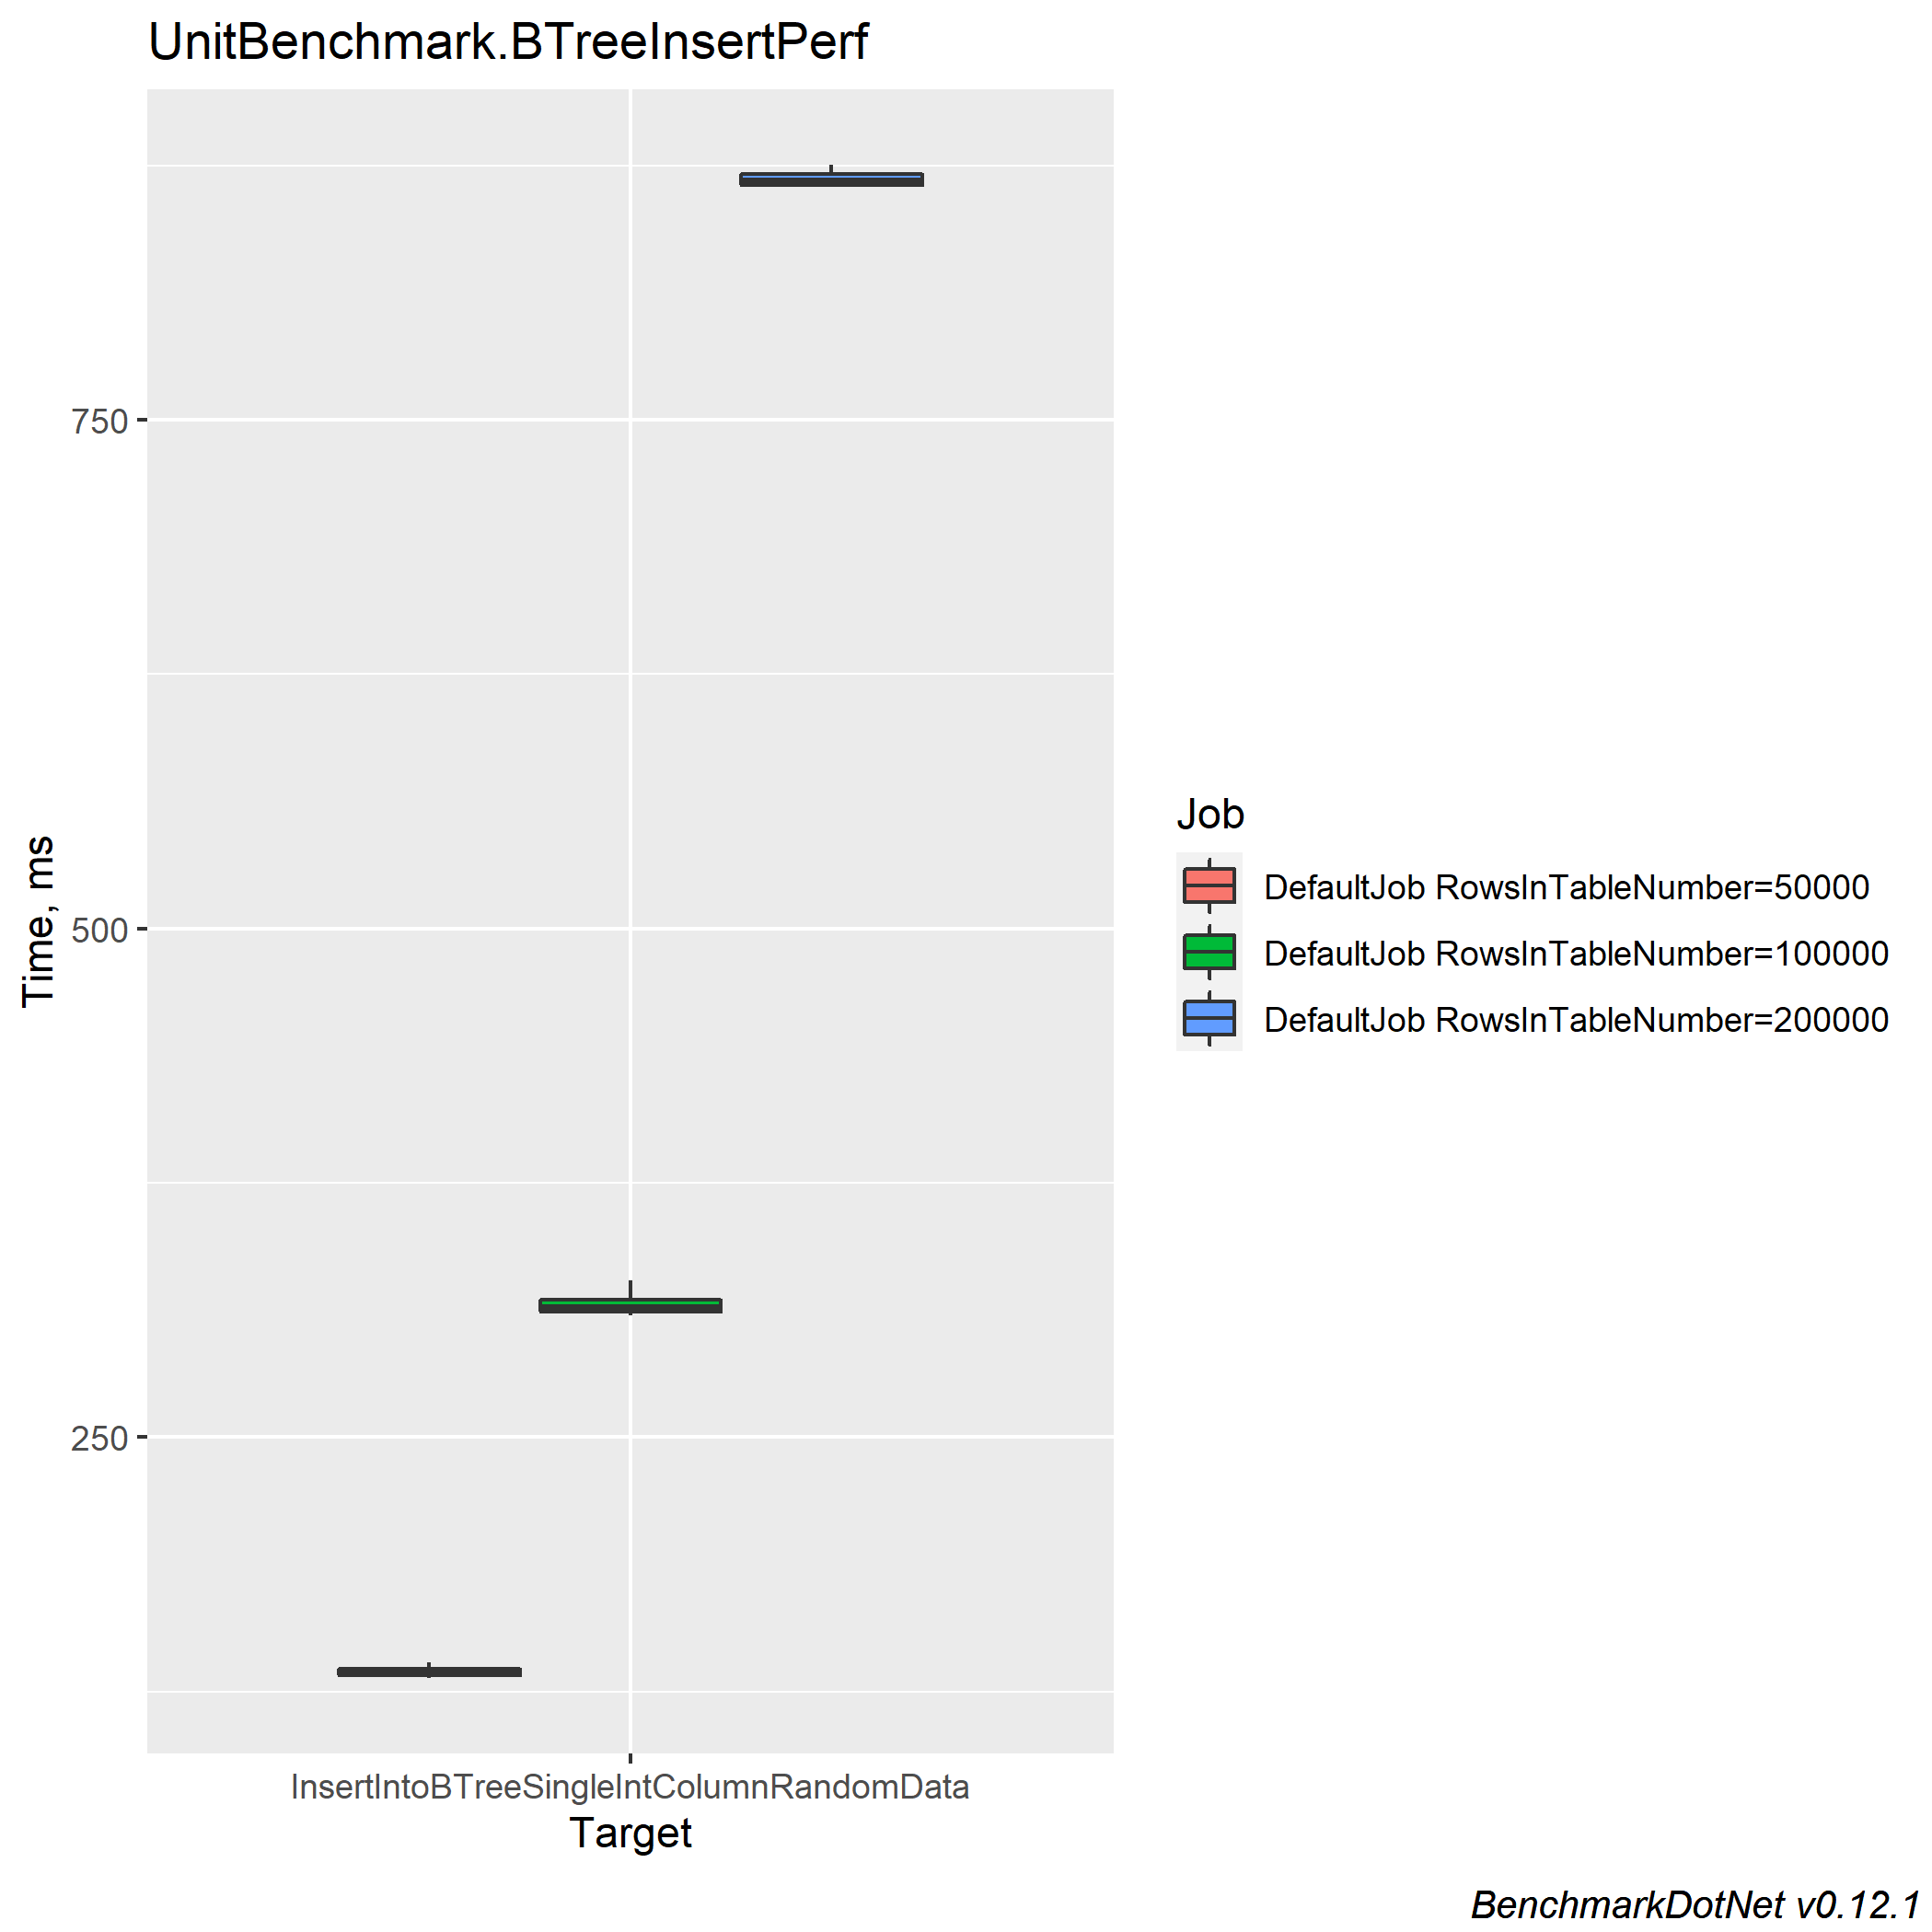 UnitBenchmark.BTreeInsertPerf
750
500
250
Time, ms
InsertIntoBTreeSingleIntColumnRandomData
Target
Job
DefaultJob RowsInTableNumber=50000
DefaultJob RowsInTableNumber=100000
DefaultJob RowsInTableNumber=200000
BenchmarkDotNet v0.12.1